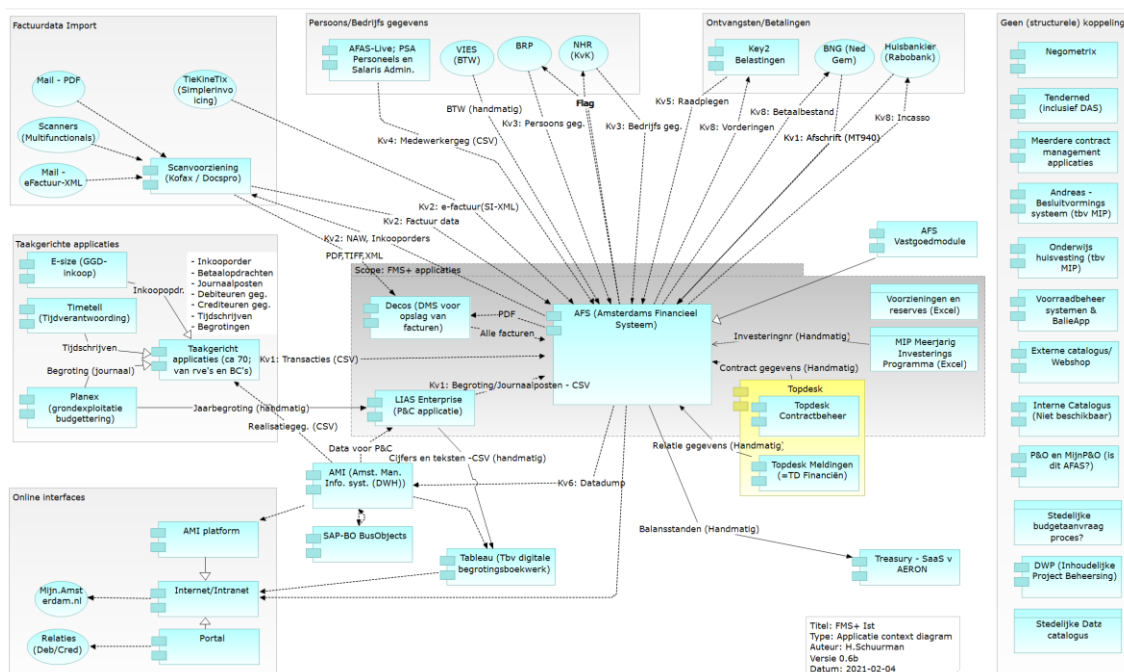 Factuurdata Import
Mail - PDF
TieKineTix
(Simplerinvo
icing)
Scanners
(Multifunctionals)
Mail -
eFactuur-XML
Scanvoorziening
(Kofax / Docspro)
Persoons/Bedrijfs gegevens
AFAS-Live; PSA
Personeels en
Salaris Admin.
VIES
(BTW)
BRP
NHR
(KvK)
Ontvangsten/Betalingen
Key2
Belastingen
BNG (Ned
Gem)
Huisbankier
(Rabobank)
BTW (handmatig)
Flag
Kv5: Raadplegen
Kv8: Betaalbestand
Kv8: Incasso
Kv3: Persoons geg.
Kv3: Bedrijfs geg.
Kv8: Vorderingen
Kv1: Afschrift (MT940)
Kv4: Medewerkergeg (CSV)
Kv2: e-factuur(SI-XML)
Kv2: Factuur data
Kv2: NAW, Inkooporders
PDF,TIFF,XML
Taakgerichte applicaties
E-size (GGD-
inkoop)
Inkoopopdr.
- Inkooporder
- Betaalopdrachten
- Journaalposten
- Debiteuren geg.
- Crediteuren geg.
- Tijdschrijven
- Begrotingen
Timetell
(Tijdverantwoording)
Tijdschrijven
Taakgericht
applicaties (ca 70;
van rve's en BC's)
Begroting (journaal)
Planex
(grondexploitatie
budgettering)
Scope: FMS+ applicaties
Decos (DMS voor
opslag van
facturen)
PDF
Alle facturen
AFS (Amsterdams Financieel
Systeem)
AFS
Vastgoedmodule
Voorzieningen en
reserves (Excel)
Investeringnr (Handmatig)
MIP Meerjarig
Investerings
Programma (Excel)
Kv1: Transacties (CSV)
Kv1: Begroting/Journaalposten - CSV
Contract gegevens (Handmatig)
Topdesk
Topdesk
Contractbeheer
Jaarbegroting (handmatig)
LIAS Enterprise
(P&C applicatie)
Realisatiegeg. (CSV)
Data voor P&C
Cijfers en teksten -CSV (handmatig)
Relatie gegevens (Handmatig)
Topdesk Meldingen
(=TD Financiën)
AMI (Amst. Man.
Info. syst. (DWH))
Kv6: Datadump
SAP-BO BusObjects
Tableau (Tbv digitale
begrotingsboekwerk)
Balansstanden (Handmatig)
Treasury - SaaS v
AERON
Online interfaces
AMI platform
Mijn.Amst
erdam.nl
Internet/Intranet
Relaties
(Deb/Cred)
Portal
Titel: FMS+ Ist
Type: Applicatie context diagram
Auteur: H.Schuurman
Versie 0.6b
Datum: 2021-02-04
Geen (structurele) koppeling
Negometrix
Tenderned
(inclusief DAS)
Meerdere contract
management
applicaties
Andreas -
Besluitvormings
systeem (tbv MIP)
Onderwijs
huisvesting (tbv
MIP)
Voorraadbeheer
systemen &
BalieApp
Externe catalogus/
Webshop
Interne Catalogus
(Niet beschikbaar)
P&O en MijnP&O (is
dit AFAS?)
Stedelijke
budgetaanvraag
proces?
DWP (Inhoudelijke
Project Beheersing)
Stedelijke Data
catalogus